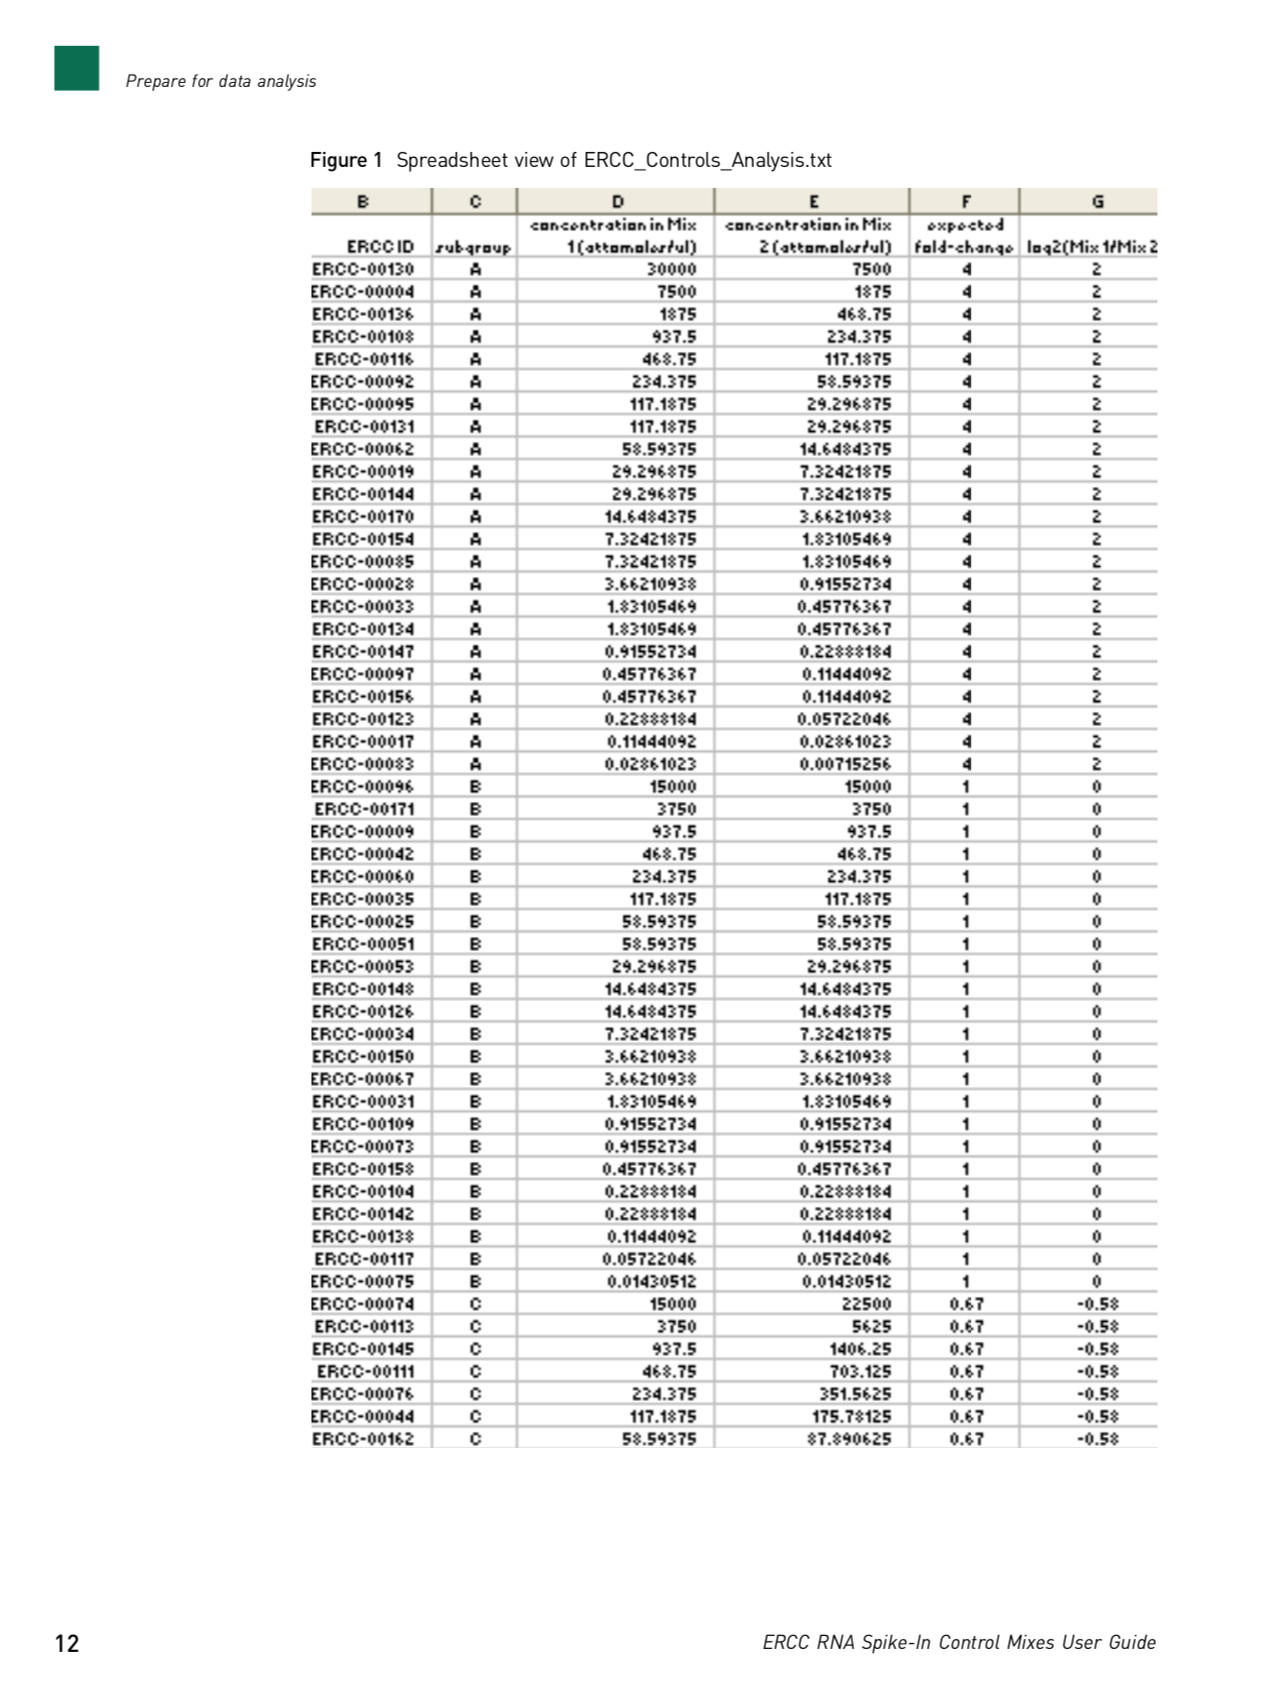 Prepare for data analysis
Figure 1 Spreadsheet view of ERCC_Controls_Analysis.txt
B C D E F G
concentration in Mix concentration in Mix expected
ERCC ID subgroup 1 (attomoles/ul) 2 (attomoles/ul) fold-change log2(Mix 1/Mix 2
ERCC-00130 A 30000 7500 4 2
ERCC-00004 A 7500 1875 4 2
ERCC-00136 A 1875 468.75 4 2
ERCC-00108 A 937.5 234.375 4 2
ERCC-00116 A 468.75 117.1875 4 2
ERCC-00092 A 234.375 58.59375 4 2
ERCC-00095 A 117.1875 29.296875 4 2
ERCC-00131 A 117.1875 29.296875 4 2
ERCC-00062 A 58.59375 14.6484375 4 2
ERCC-00019 A 29.296875 7.32421875 4 2
ERCC-00144 A 29.296875 7.32421875 4 2
ERCC-00170 A 14.6484375 3.66210938 4 2
ERCC-00154 A 7.32421875 1.83105469 4 2
ERCC-00085 A 7.32421875 1.83105469 4 2
ERCC-00028 A 3.66210938 0.91552734 4 2
ERCC-00033 A 1.83105469 0.45776367 4 2
ERCC-00134 A 1.83105469 0.45776367 4 2
ERCC-00147 A 0.91552734 0.22888184 4 2
ERCC-00097 A 0.45776367 0.11444092 4 2
ERCC-00156 A 0.45776367 0.11444092 4 2
ERCC-00123 A 0.22888184 0.05722046 4 2
ERCC-00017 A 0.11444092 0.02861023 4 2
ERCC-00083 A 0.02861023 0.00715256 4 2
ERCC-00096 B 15000 15000 1 0
ERCC-00171 B 3750 3750 1 0
ERCC-00009 B 937.5 937.5 1 0
ERCC-00042 B 468.75 468.75 1 0
ERCC-00060 B 234.375 234.375 1 0
ERCC-00035 B 117.1875 117.1875 1 0
ERCC-00025 B 58.59375 58.59375 1 0
ERCC-00051 B 58.59375 58.59375 1 0
ERCC-00053 B 29.296875 29.296875 1 0
ERCC-00148 B 14.6484375 14.6484375 1 0
ERCC-00126 B 14.6484375 14.6484375 1 0
ERCC-00034 B 7.32421875 7.32421875 1 0
ERCC-00150 B 3.66210938 3.66210938 1 0
ERCC-00067 B 3.66210938 3.66210938 1 0
ERCC-00031 B 1.83105469 1.83105469 1 0
ERCC-00109 B 0.91552734 0.91552734 1 0
ERCC-00073 B 0.91552734 0.91552734 1 0
ERCC-00158 B 0.45776367 0.45776367 1 0
ERCC-00104 B 0.22888184 0.22888184 1 0
ERCC-00142 B 0.22888184 0.22888184 1 0
ERCC-00138 B 0.11444092 0.11444092 1 0
ERCC-00117 B 0.05722046 0.05722046 1 0
ERCC-00075 B 0.01430512 0.01430512 1 0
ERCC-00074 C 15000 22500 0.67 -0.58
ERCC-00113 C 3750 5625 0.67 -0.58
ERCC-00145 C 937.5 1406.25 0.67 -0.58
ERCC-00111 C 468.75 703.125 0.67 -0.58
ERCC-00076 C 234.375 351.5625 0.67 -0.58
ERCC-00044 C 117.1875 175.78125 0.67 -0.58
ERCC-00162 C 58.59375 87.890625 0.67 -0.58
12 ERCC RNA Spike-In Control Mixes User Guide